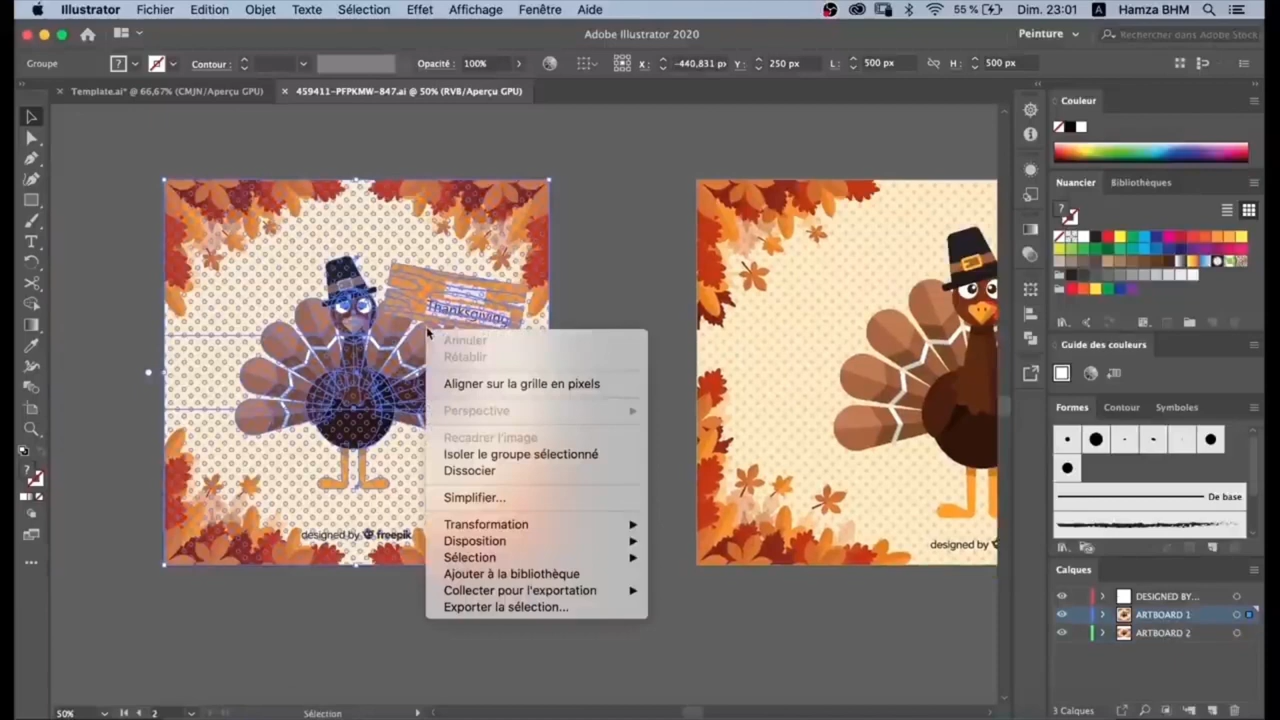 Illustrator Fichier Edition Objet Texte Sélection Effet Affichage Fenêtre Aide 55 % Dim. 23:01 A Hamza BHM
Adobe Illustrator 2020 Peinture Rechercher dans Adobe Stock
Groupe ? Contour : Opacité : 100% X : -440,831 p› Y : 250 px L : 500 px H : 500 px
Template.ai* @ 66,67% (CMJN/Aperçu GPU) 459411-PFPKMW-847.ai @ 50% (RVB/Aperçu GPU)
Couleur
Nuancier Bibliothèques
?
Thanksgiving
Annuler
Rétablir
Aligner sur la grille en pixels
Guide des couleurs
Perspective
Formes Contour Symboles
Recadrer l'image
Isoler le groupe sélectionné
Dissocier
?
Simplifier...
De base
Transformation
designed by freepik
Disposition
designed by
Sélection
Calques
Ajouter à la bibliothèque
Collecter pour l'exportation
DESIGNED BY...
Exporter la sélection...
ARTBOARD 1
ARTBOARD 2
50% 2 Sélection
3 Calques